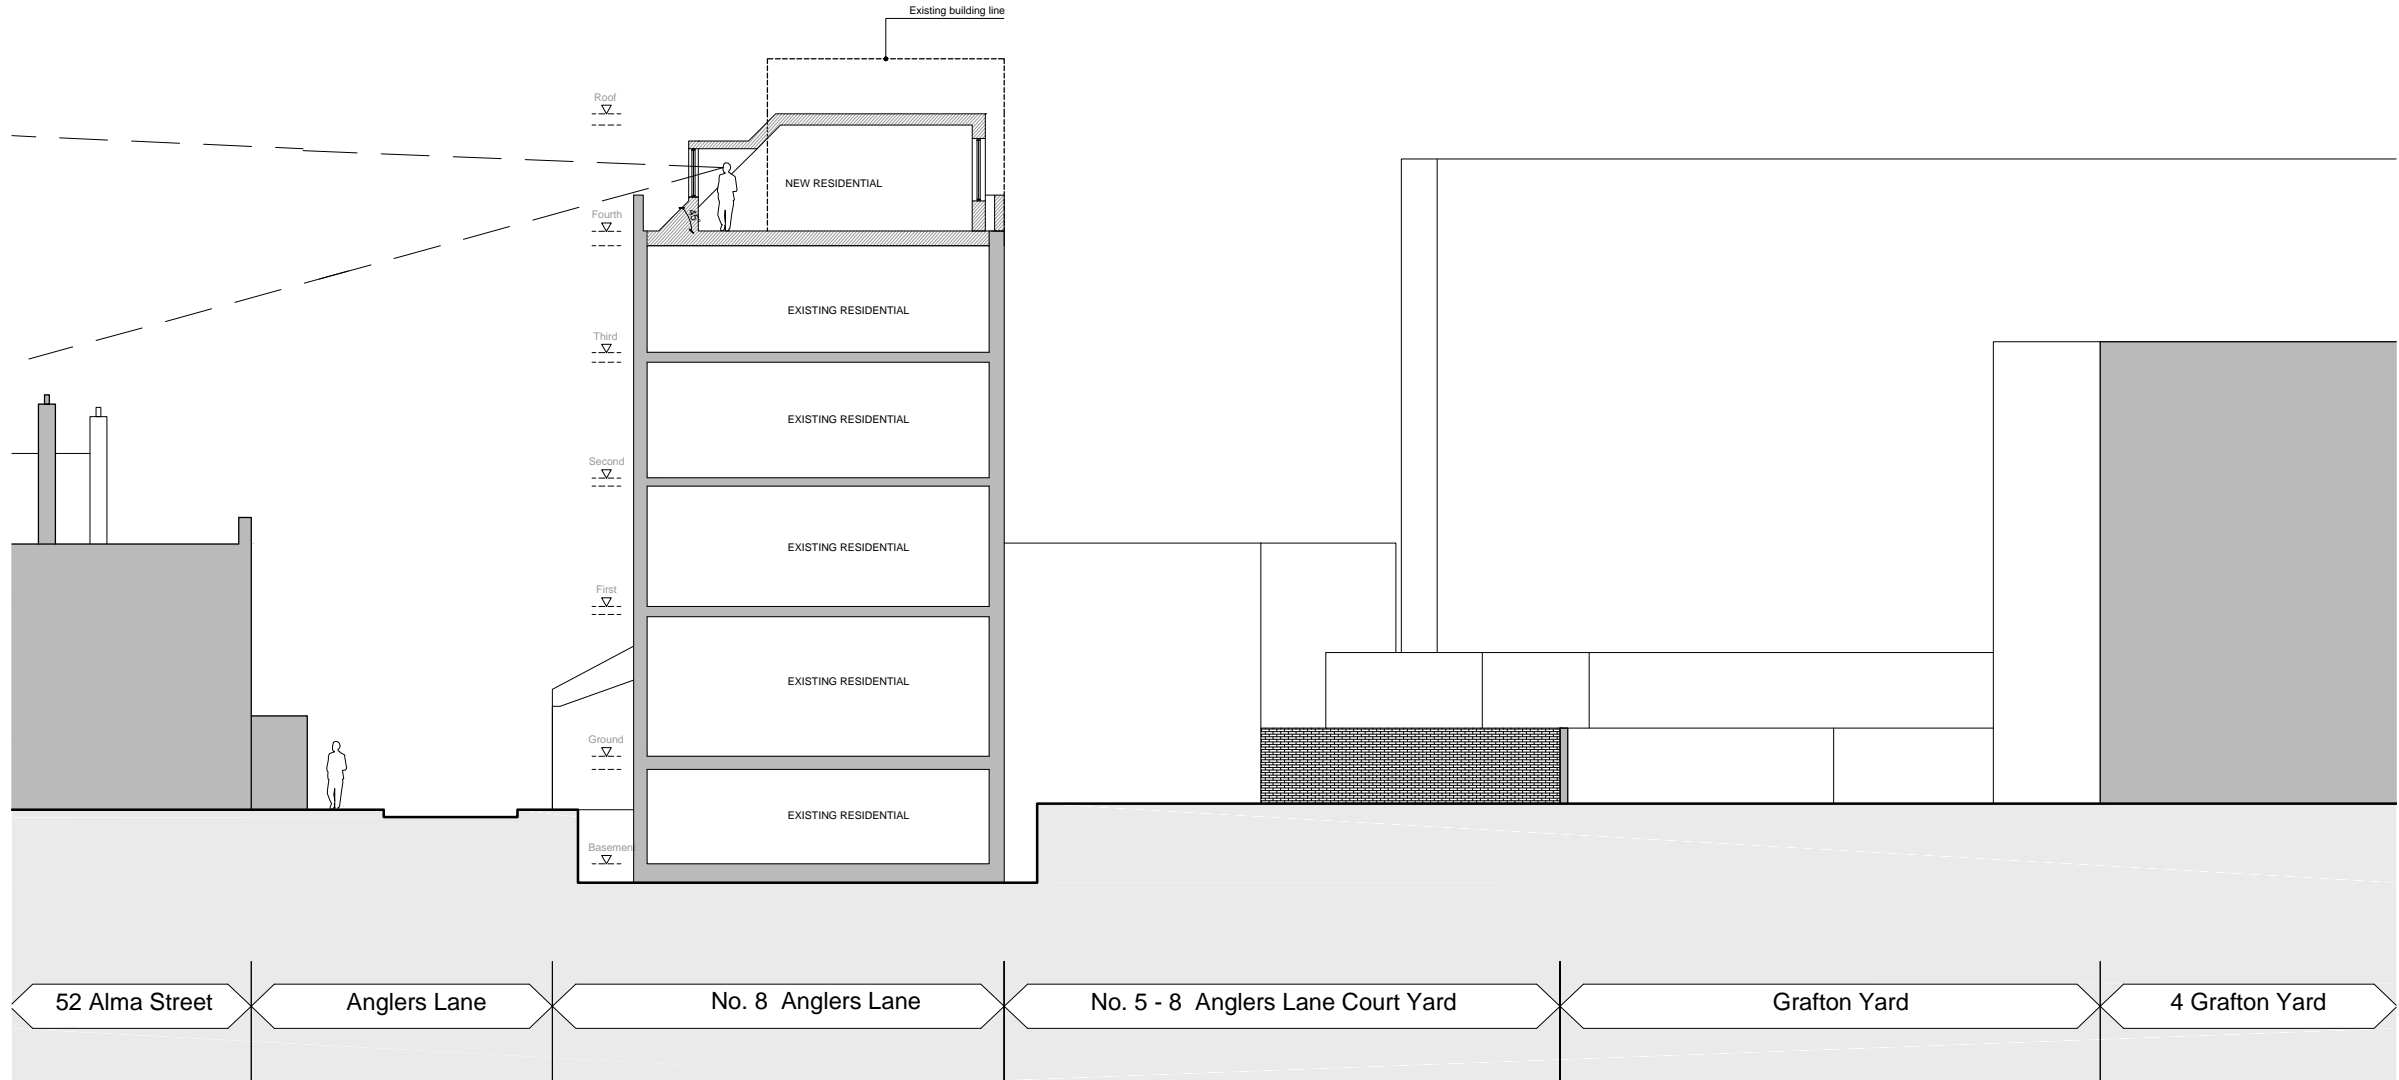 Existing building line
Roof
NEW RESIDENTIAL
Fourth
45°
EXISTING RESIDENTIAL
Third
EXISTING RESIDENTIAL
Second
EXISTING RESIDENTIAL
First
EXISTING RESIDENTIAL
Ground
EXISTING RESIDENTIAL
Basemen
52 Alma Street
Anglers Lane
No. 8 Anglers Lane
No. 5 - 8 Anglers Lane Court Yard
Grafton Yard
4 Grafton Yard